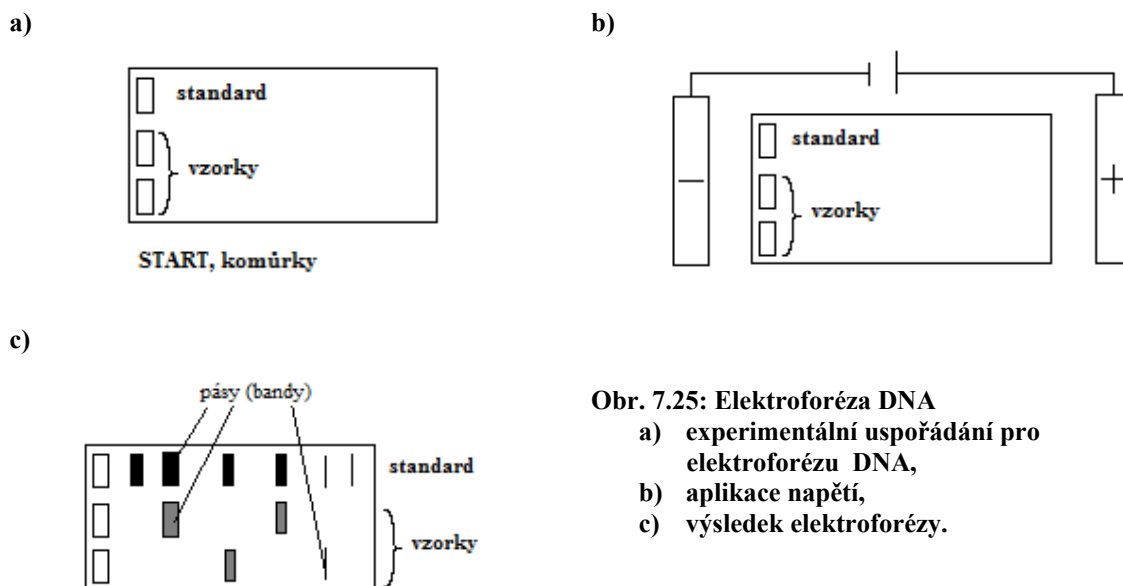 a)
standard
vzorky
START, komůrky
b)
standard
vzorky
− +
c)
pásy (bandy)
standard
vzorky
Obr. 7.25: Elektroforéza DNA
a) experimentální uspořádání pro
elektroforézu DNA,
b) aplikace napětí,
c) výsledek elektroforézy.